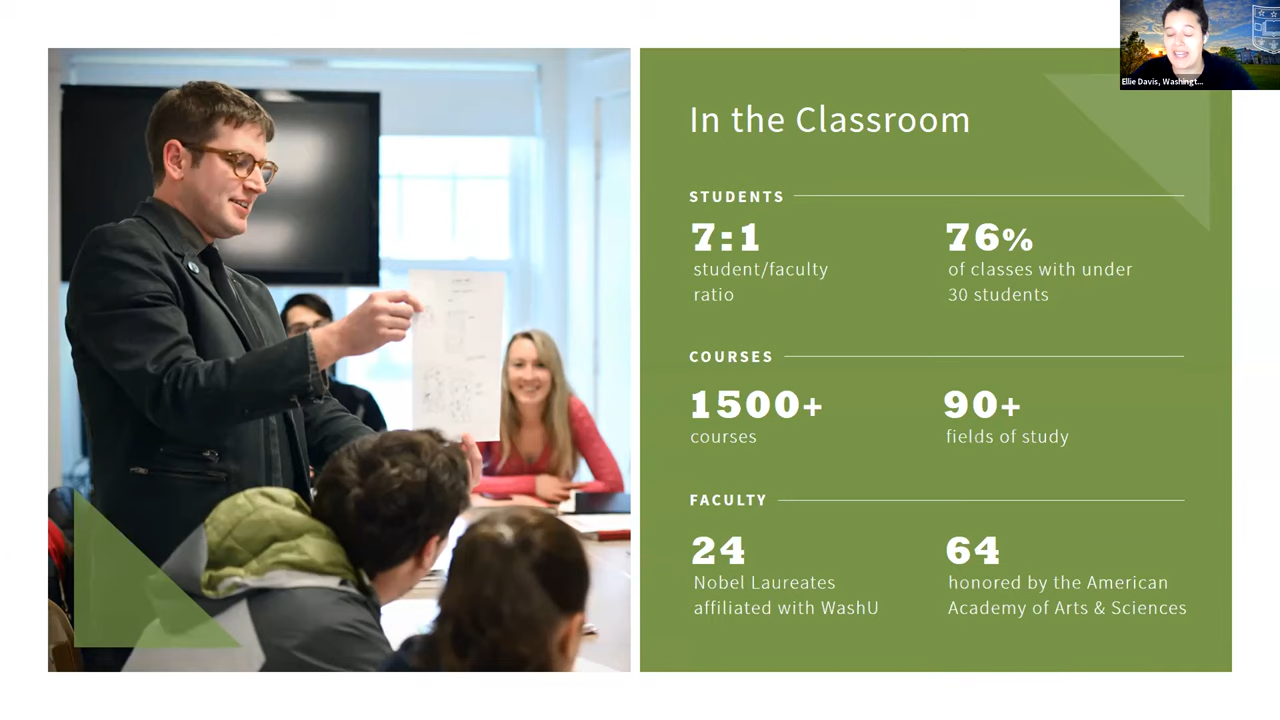 Ellie Davis, Washingt...
In the Classroom
STUDENTS
7:1
student/faculty
ratio
76%
of classes with under
30 students
COURSES
1500+
courses
90+
fields of study
FACULTY
24
Nobel Laureates
affiliated with WashU
64
honored by the American
Academy of Arts & Sciences